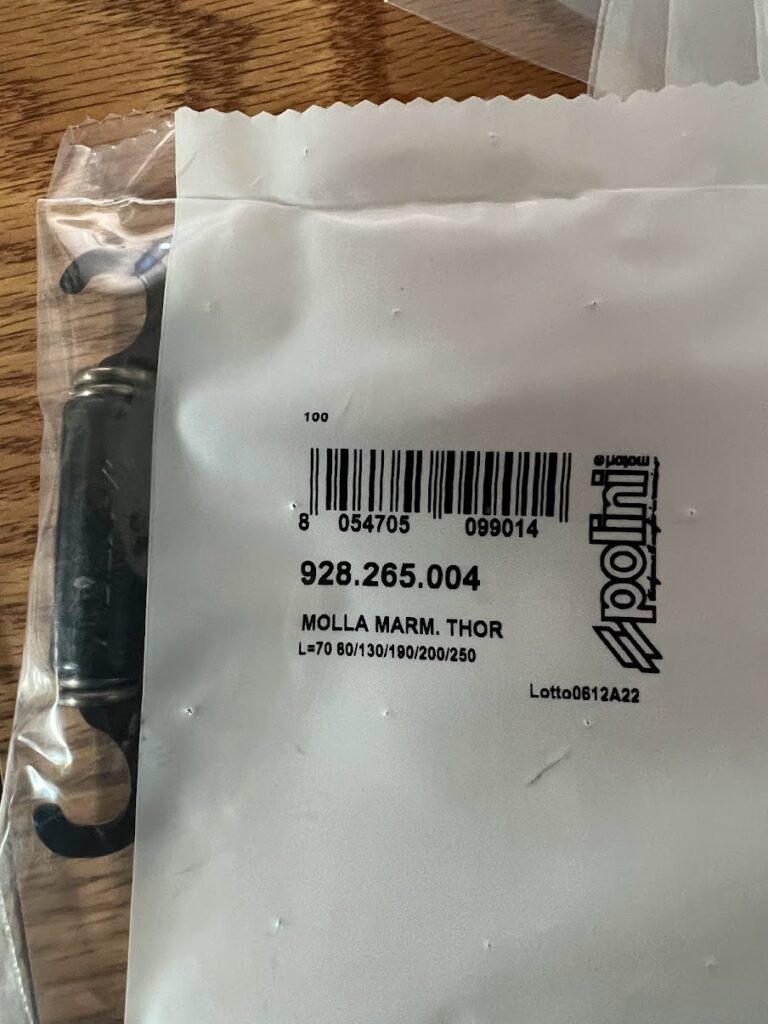 100
8 054705 099014
928.265.004
MOLLA MARM. THOR
L=70 80/130/190/200/250
Lotto0612A22
polini
motori®